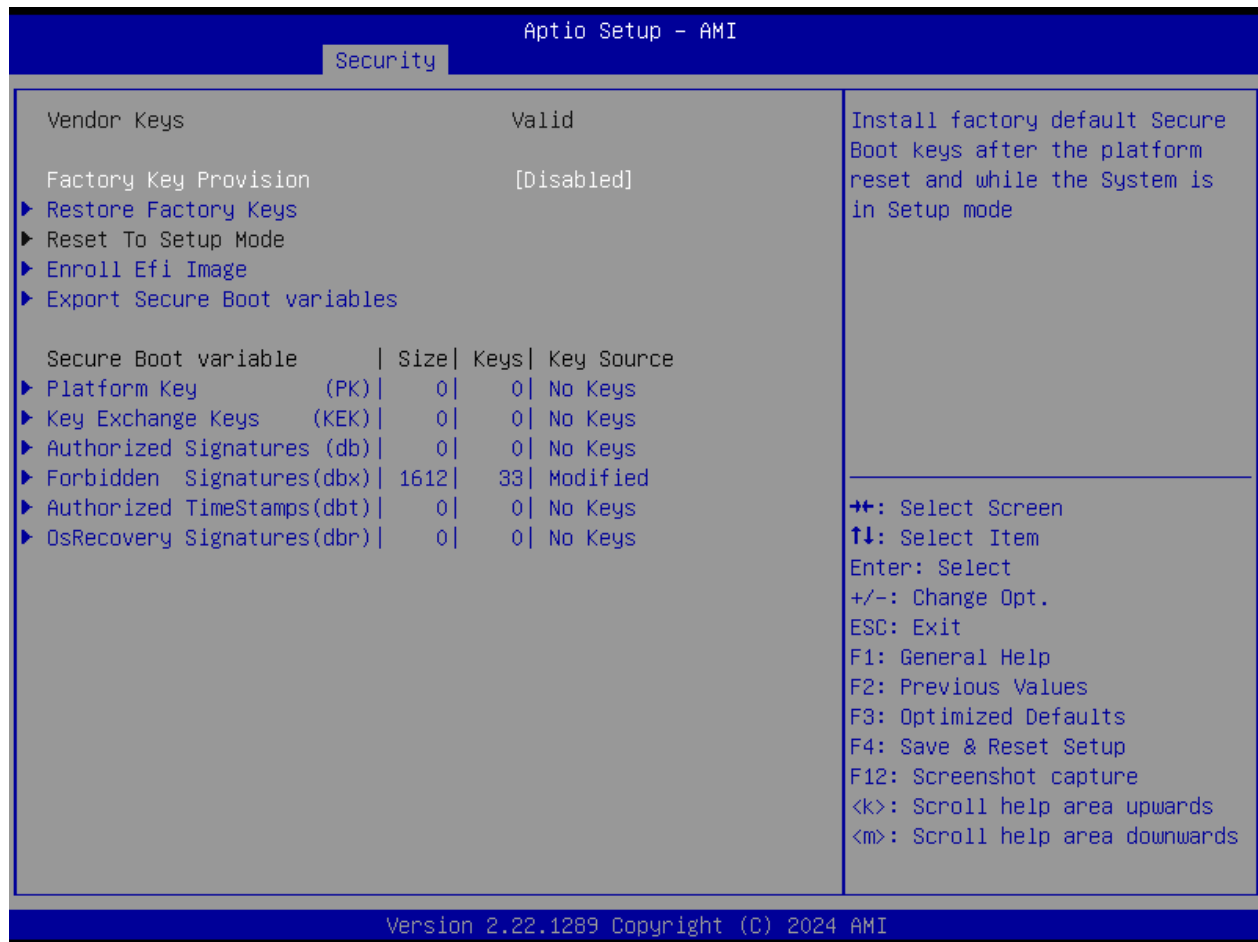 Aptio Setup – AMI
Security
Vendor Keys Valid
Factory Key Provision [Disabled]
▶ Restore Factory Keys
▶ Reset To Setup Mode
▶ Enroll Efi Image
▶ Export Secure Boot variables
Secure Boot variable | Size| Keys| Key Source
▶ Platform Key (PK)| 0| 0| No Keys
▶ Key Exchange Keys (KEK)| 0| 0| No Keys
▶ Authorized Signatures (db)| 0| 0| No Keys
▶ Forbidden Signatures(dbx)| 1612| 33| Modified
▶ Authorized TimeStamps(dbt)| 0| 0| No Keys
▶ OsRecovery Signatures(dbr)| 0| 0| No Keys
Install factory default Secure
Boot keys after the platform
reset and while the System is
in Setup mode
→←: Select Screen
↑↓: Select Item
Enter: Select
+/-: Change Opt.
ESC: Exit
F1: General Help
F2: Previous Values
F3: Optimized Defaults
F4: Save & Reset Setup
F12: Screenshot capture
<k>: Scroll help area upwards
<m>: Scroll help area downwards
Version 2.22.1289 Copyright (C) 2024 AMI